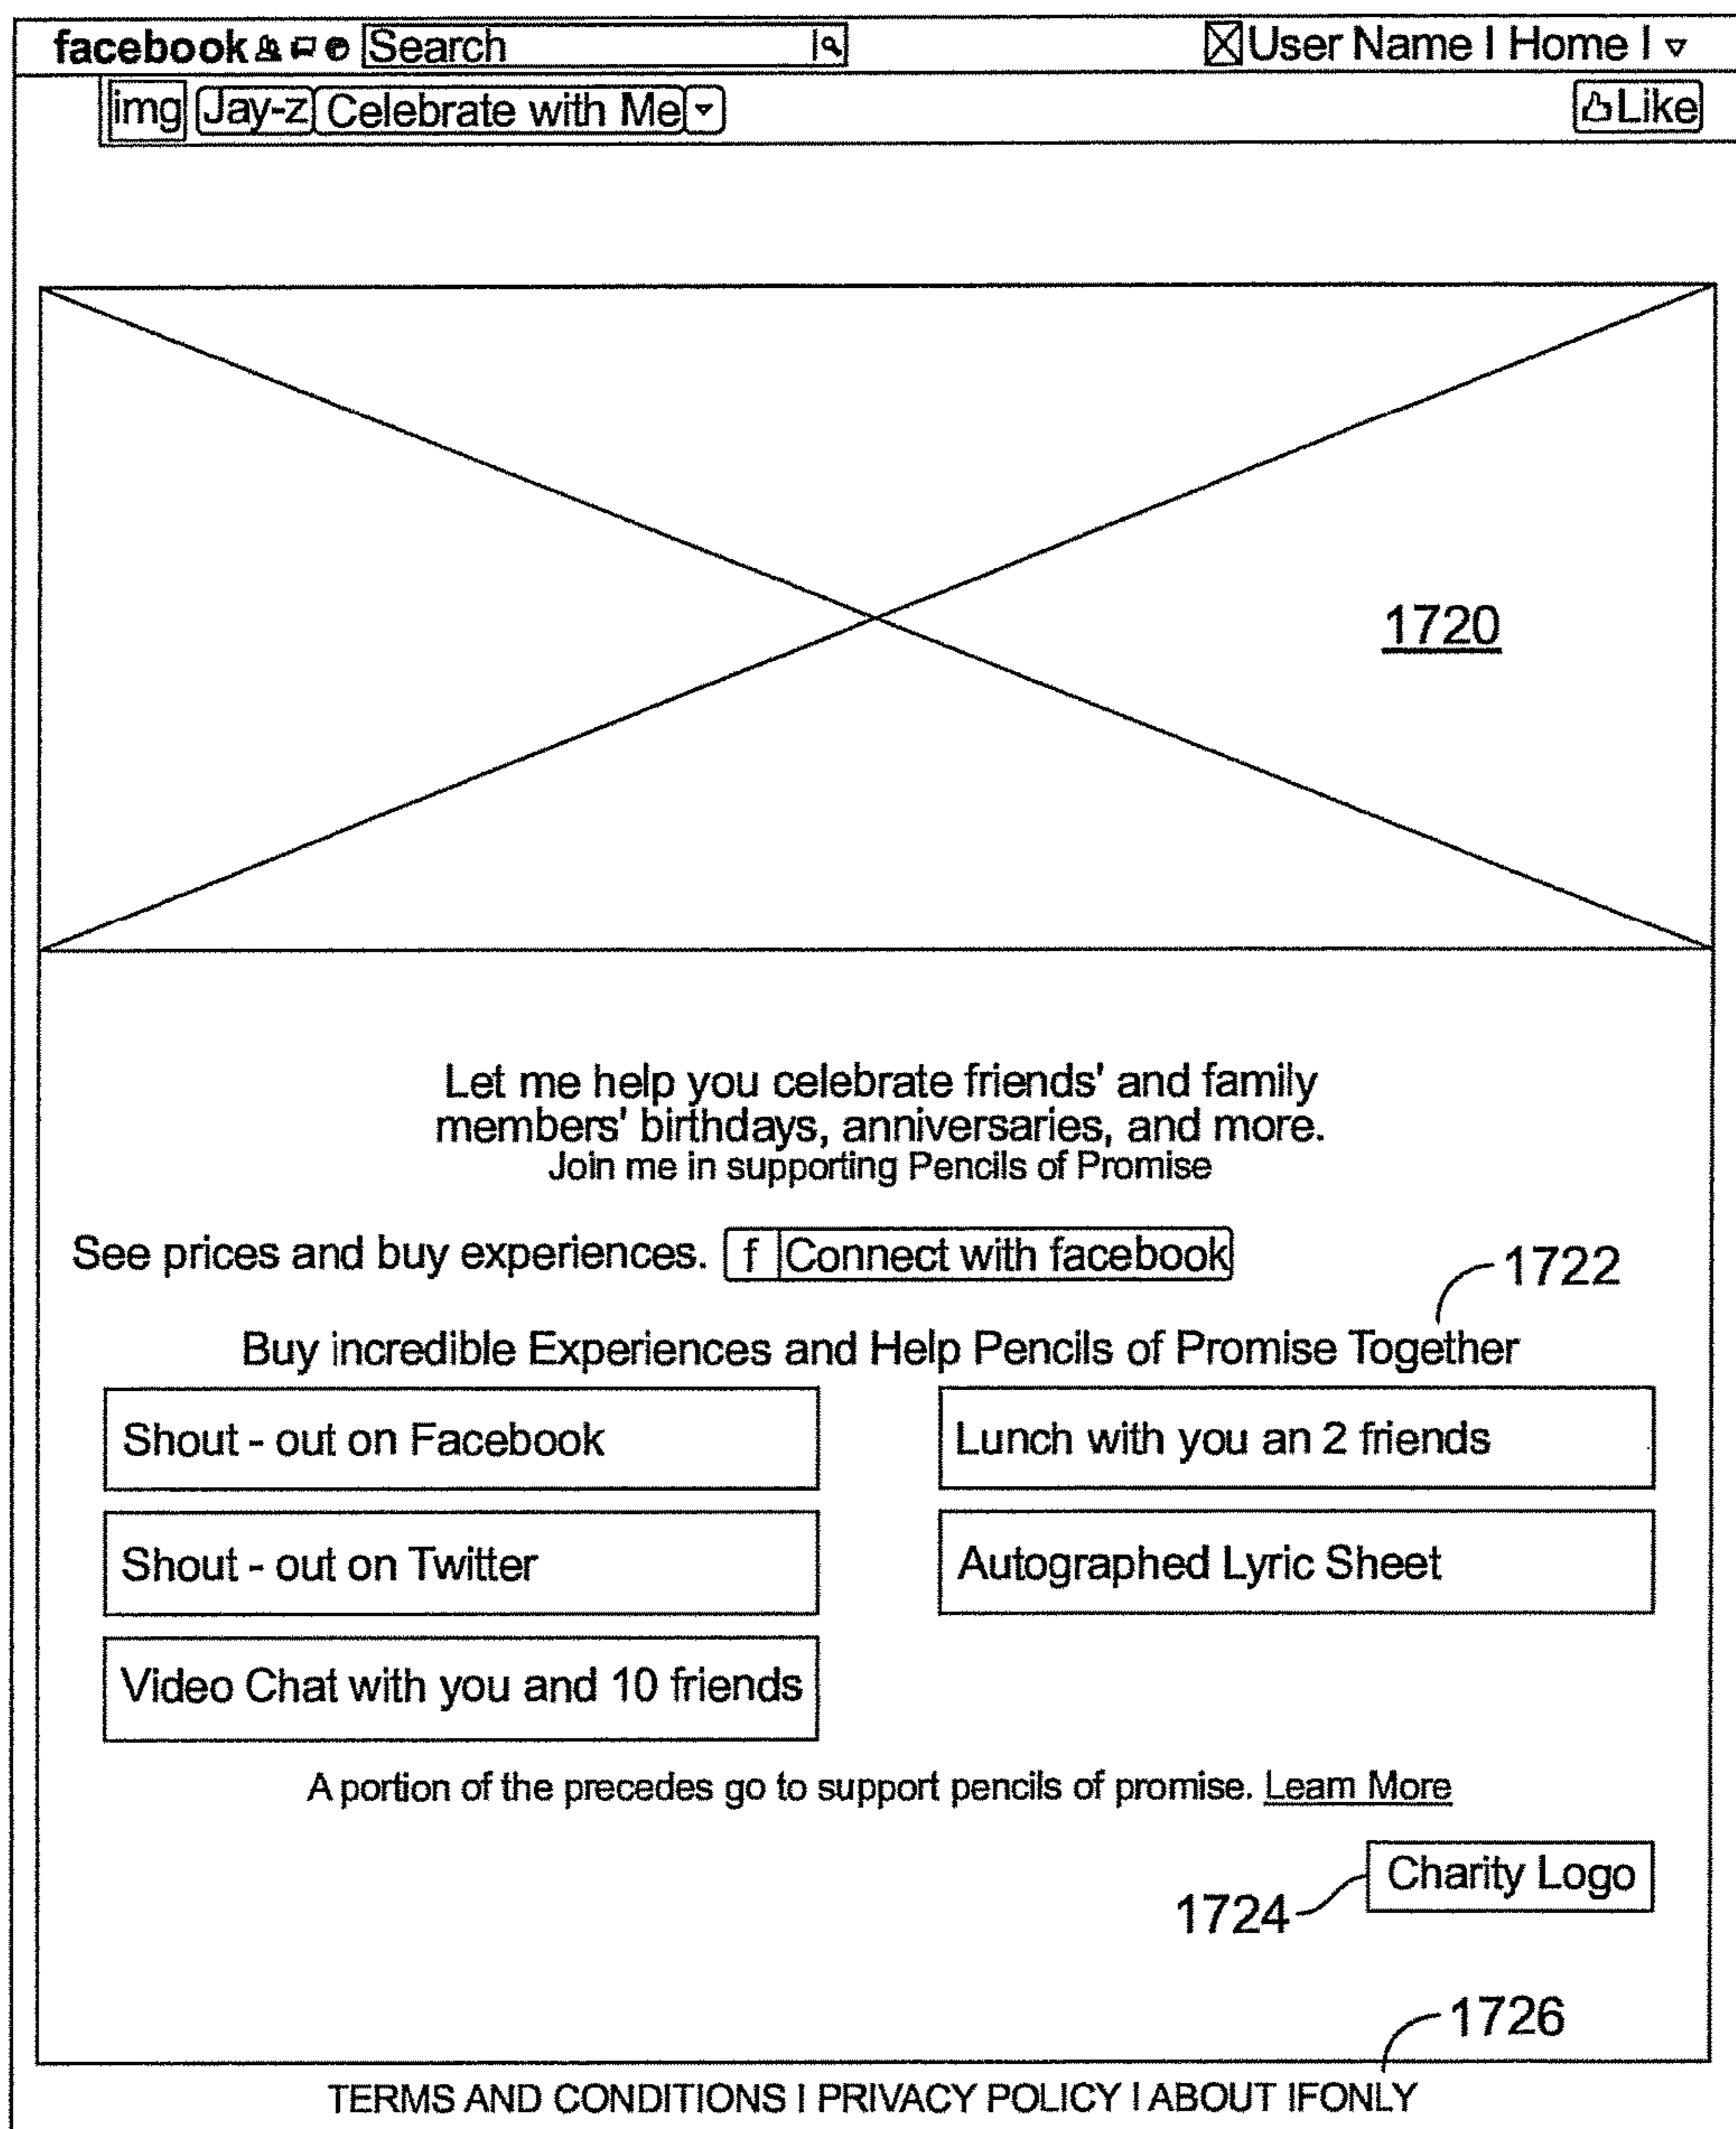 facebook Search User Name | Home |
img Jay-z Celebrate with Me Like
1720
Let me help you celebrate friends' and family
members' birthdays, anniversaries, and more.
Join me in supporting Pencils of Promise
See prices and buy experiences. f Connect with facebook
1722
Buy incredible Experiences and Help Pencils of Promise Together
Shout - out on Facebook
Lunch with you an 2 friends
Shout - out on Twitter
Autographed Lyric Sheet
Video Chat with you and 10 friends
A portion of the precedes go to support pencils of promise. Learn More
Charity Logo
1724
1726
TERMS AND CONDITIONS | PRIVACY POLICY | ABOUT IFONLY